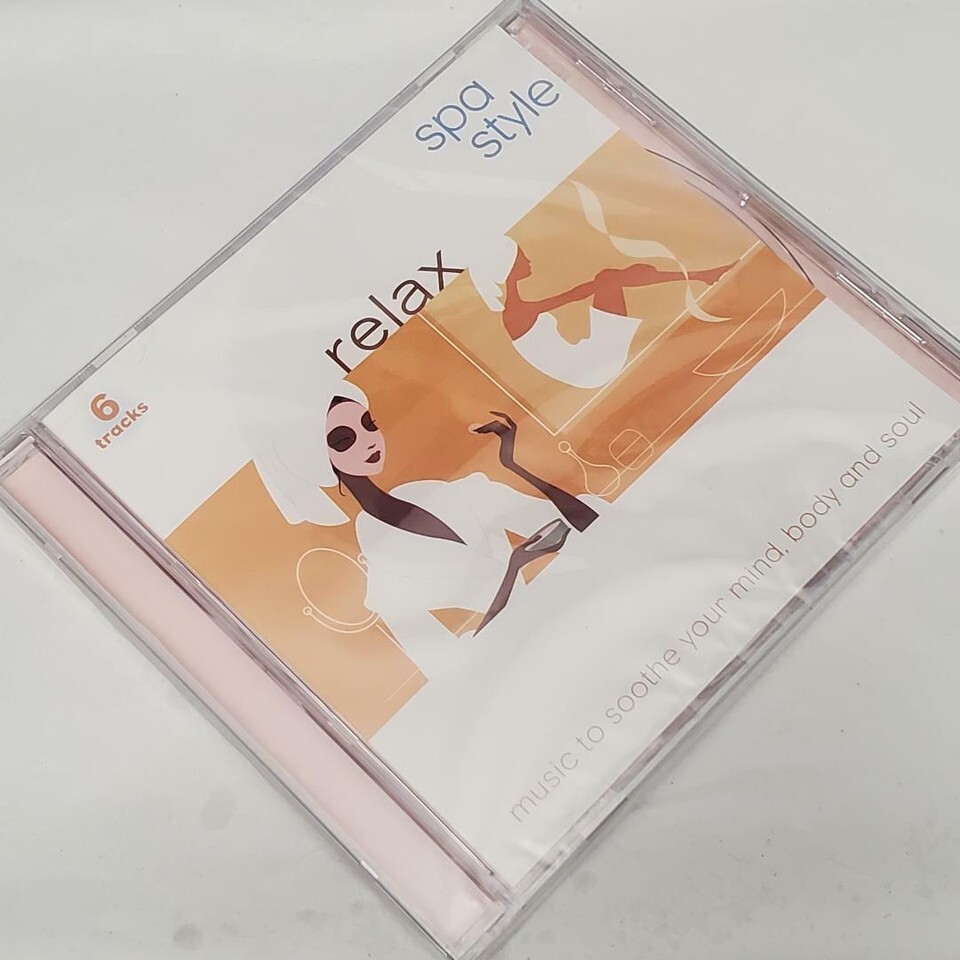 spa
style
relax
6
tracks
music to soothe your mind, body and soul